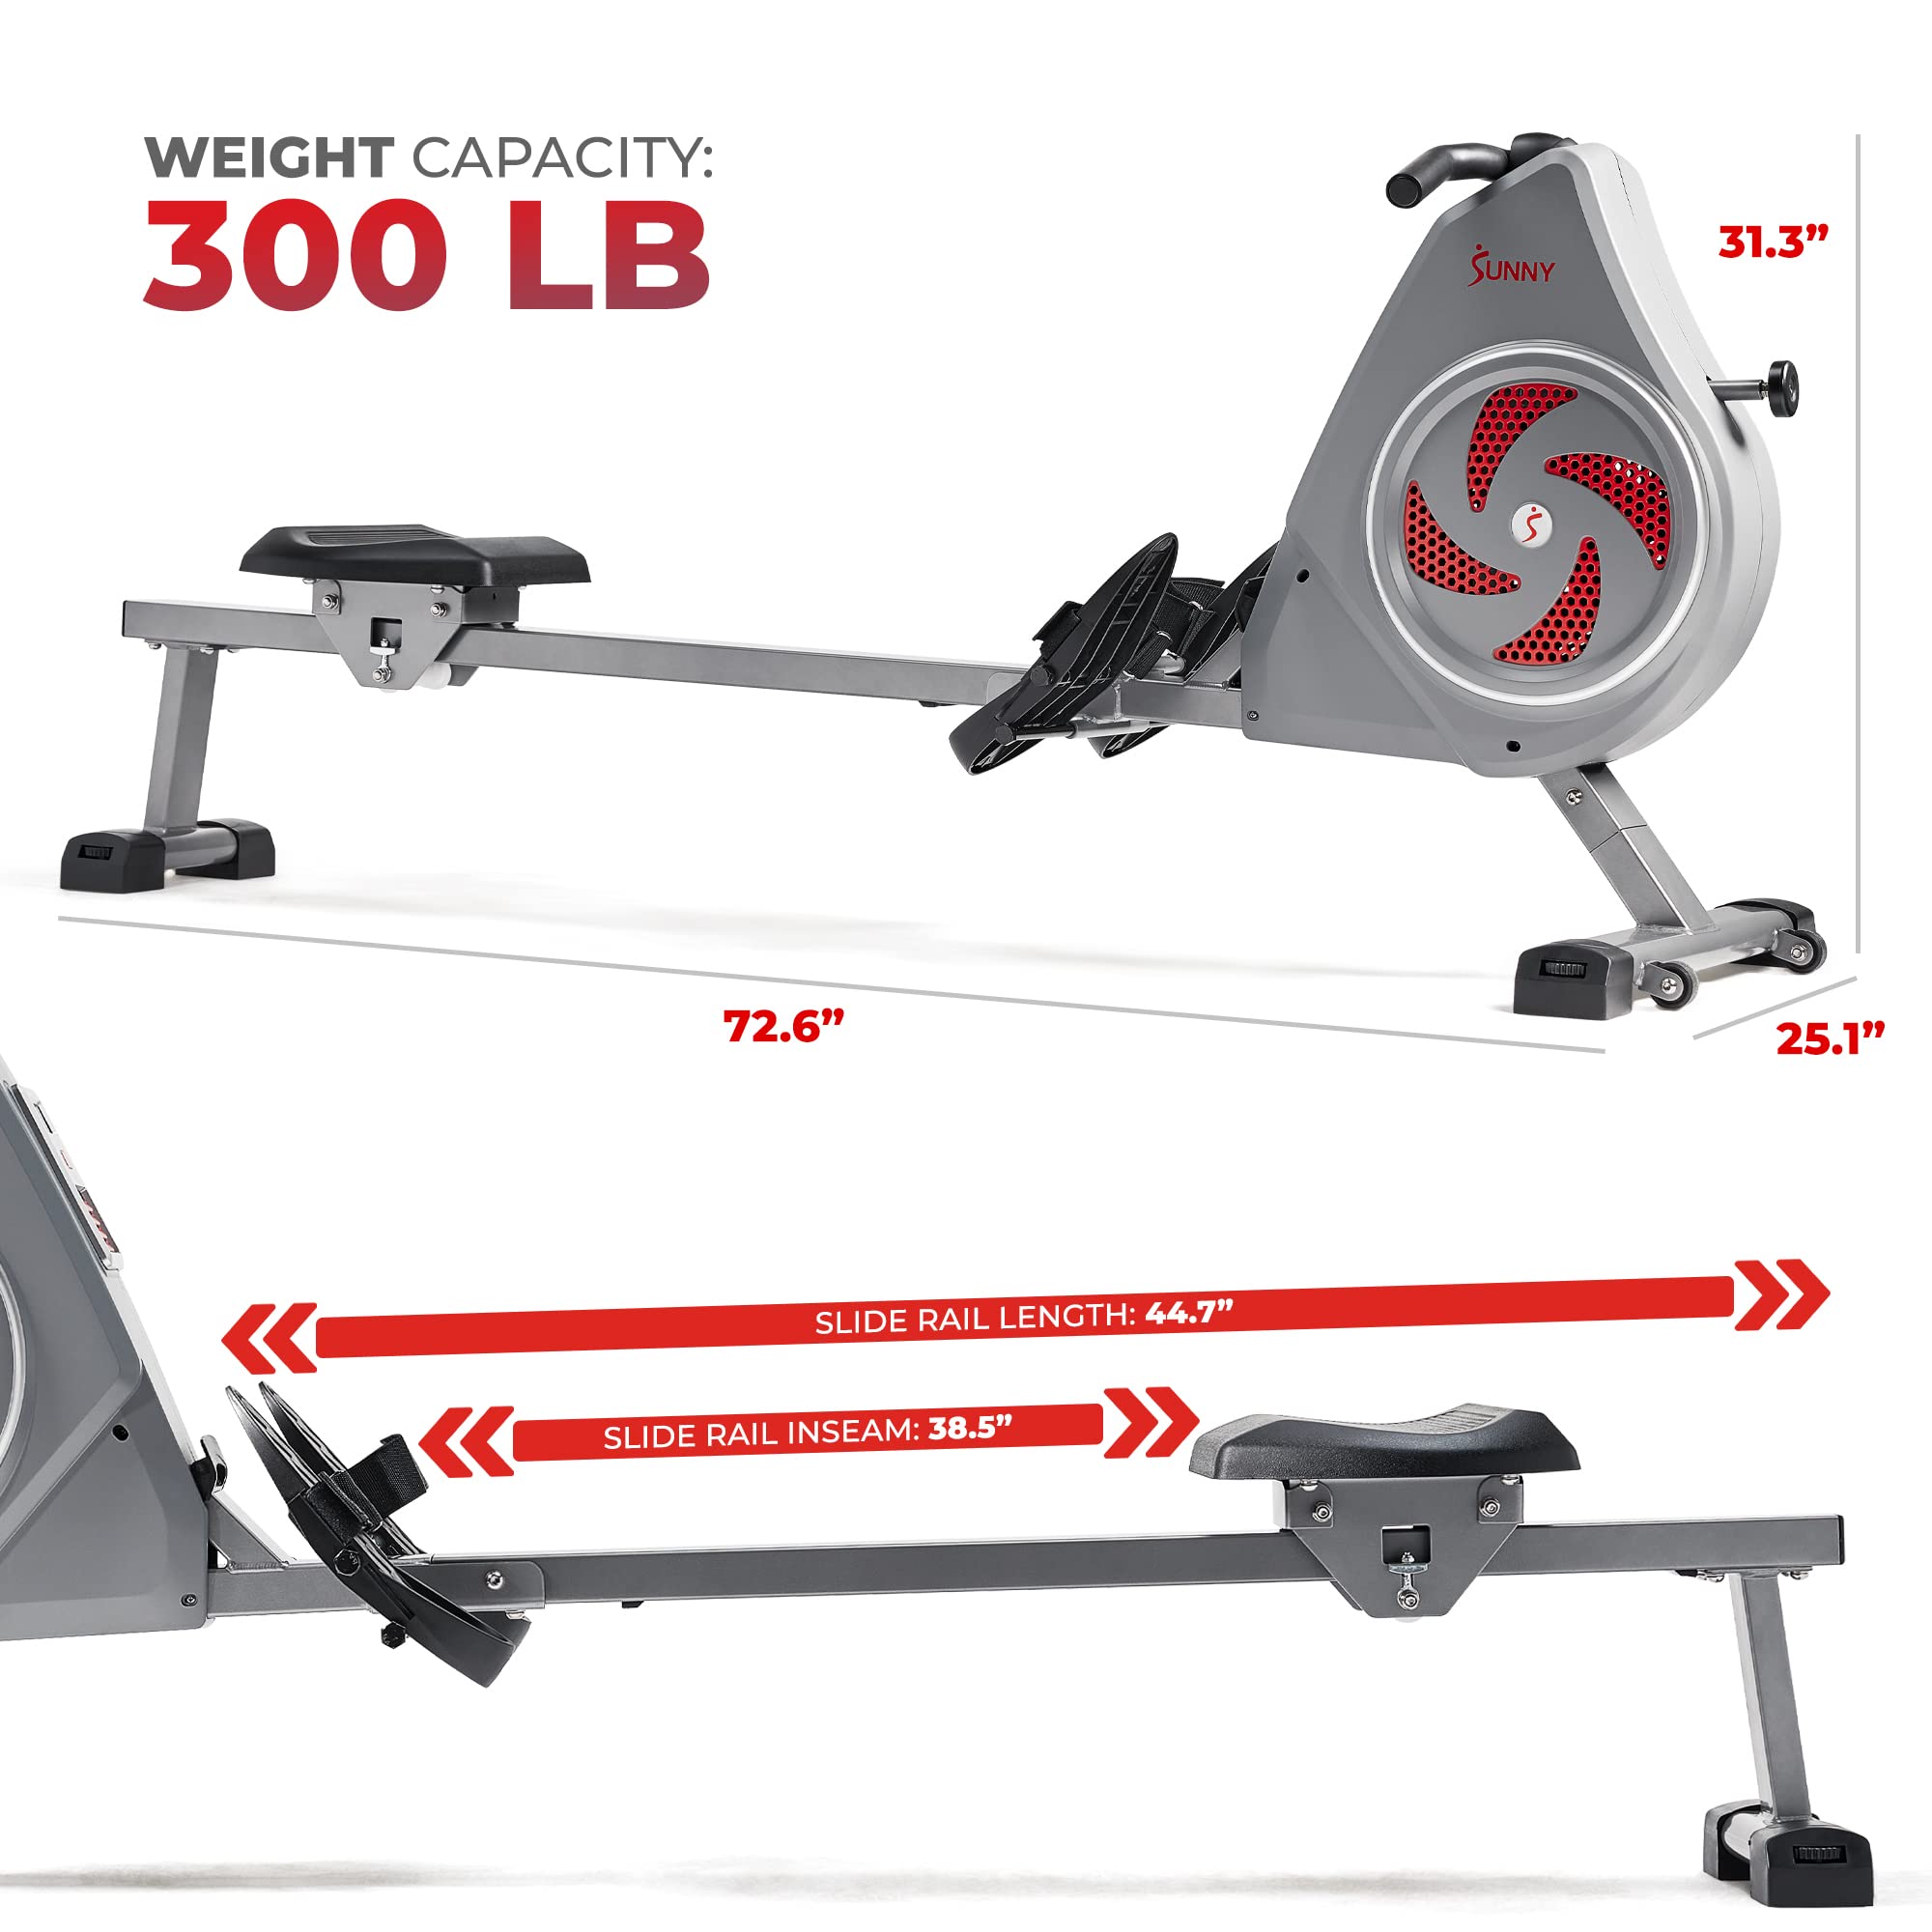 WEIGHT CAPACITY:
300 LB
SUNNY
31.3”
72.6”
25.1”
SLIDE RAIL LENGTH: 44.7”
SLIDE RAIL INSEAM: 38.5”